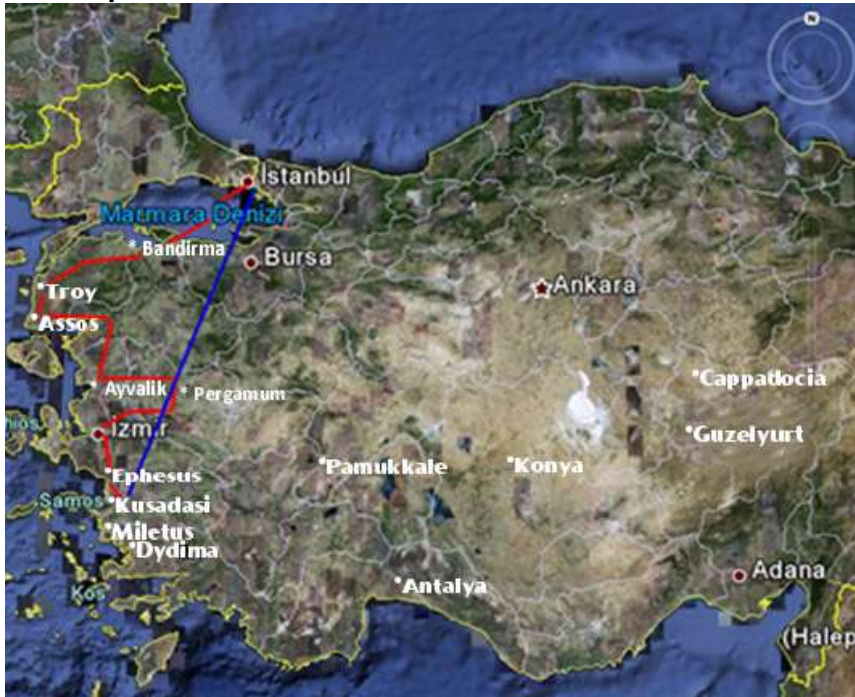 N
Istanbul
Marmara Denizi
* Bandirma
Bursa
Troy
Ankara
Assos
Cappadocia
Ayvalik
* Pergamum
Izmir
Guzelyurt
Ephesus
Pamukkale
Konya
Samos
Kusadasi
Miletus
Dydima
Adana
Antalya
Kos
(Halep